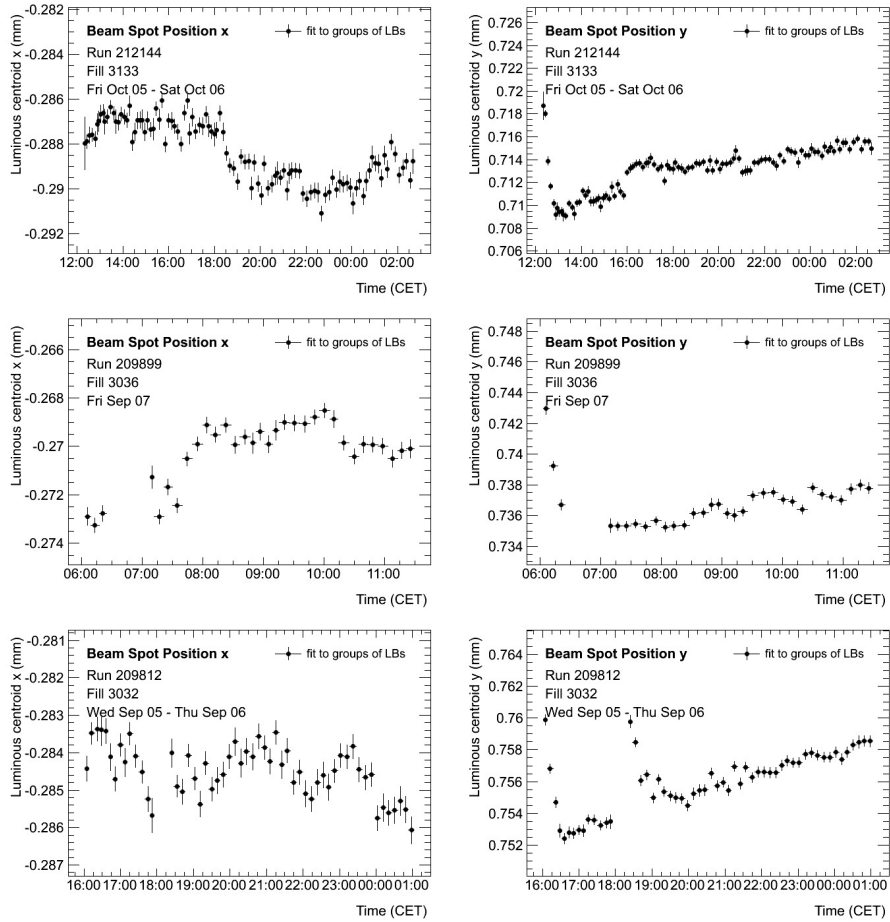 Beam Spot Position x
fit to groups of LBs
Run 212144
Fill 3133
Fri Oct 05 - Sat Oct 06
Luminous centroid x (mm)
-0.282
-0.284
-0.286
-0.288
-0.29
-0.292
12:00 14:00 16:00 18:00 20:00 22:00 00:00 02:00
Time (CET)
Beam Spot Position y
fit to groups of LBs
Run 212144
Fill 3133
Fri Oct 05 - Sat Oct 06
Luminous centroid y (mm)
0.726
0.724
0.722
0.72
0.718
0.716
0.714
0.712
0.71
0.708
0.706
12:00 14:00 16:00 18:00 20:00 22:00 00:00 02:00
Time (CET)
Beam Spot Position x
fit to groups of LBs
Run 209899
Fill 3036
Fri Sep 07
Luminous centroid x (mm)
-0.266
-0.268
-0.27
-0.272
-0.274
06:00 07:00 08:00 09:00 10:00 11:00
Time (CET)
Beam Spot Position y
fit to groups of LBs
Run 209899
Fill 3036
Fri Sep 07
Luminous centroid y (mm)
0.748
0.746
0.744
0.742
0.74
0.738
0.736
0.734
06:00 07:00 08:00 09:00 10:00 11:00
Time (CET)
Beam Spot Position x
fit to groups of LBs
Run 209812
Fill 3032
Wed Sep 05 - Thu Sep 06
Luminous centroid x (mm)
-0.281
-0.282
-0.283
-0.284
-0.285
-0.286
-0.287
16:00 17:00 18:00 19:00 20:00 21:00 22:00 23:00 00:00 01:00
Time (CET)
Beam Spot Position y
fit to groups of LBs
Run 209812
Fill 3032
Wed Sep 05 - Thu Sep 06
Luminous centroid y (mm)
0.764
0.762
0.76
0.758
0.756
0.754
0.752
16:00 17:00 18:00 19:00 20:00 21:00 22:00 23:00 00:00 01:00
Time (CET)